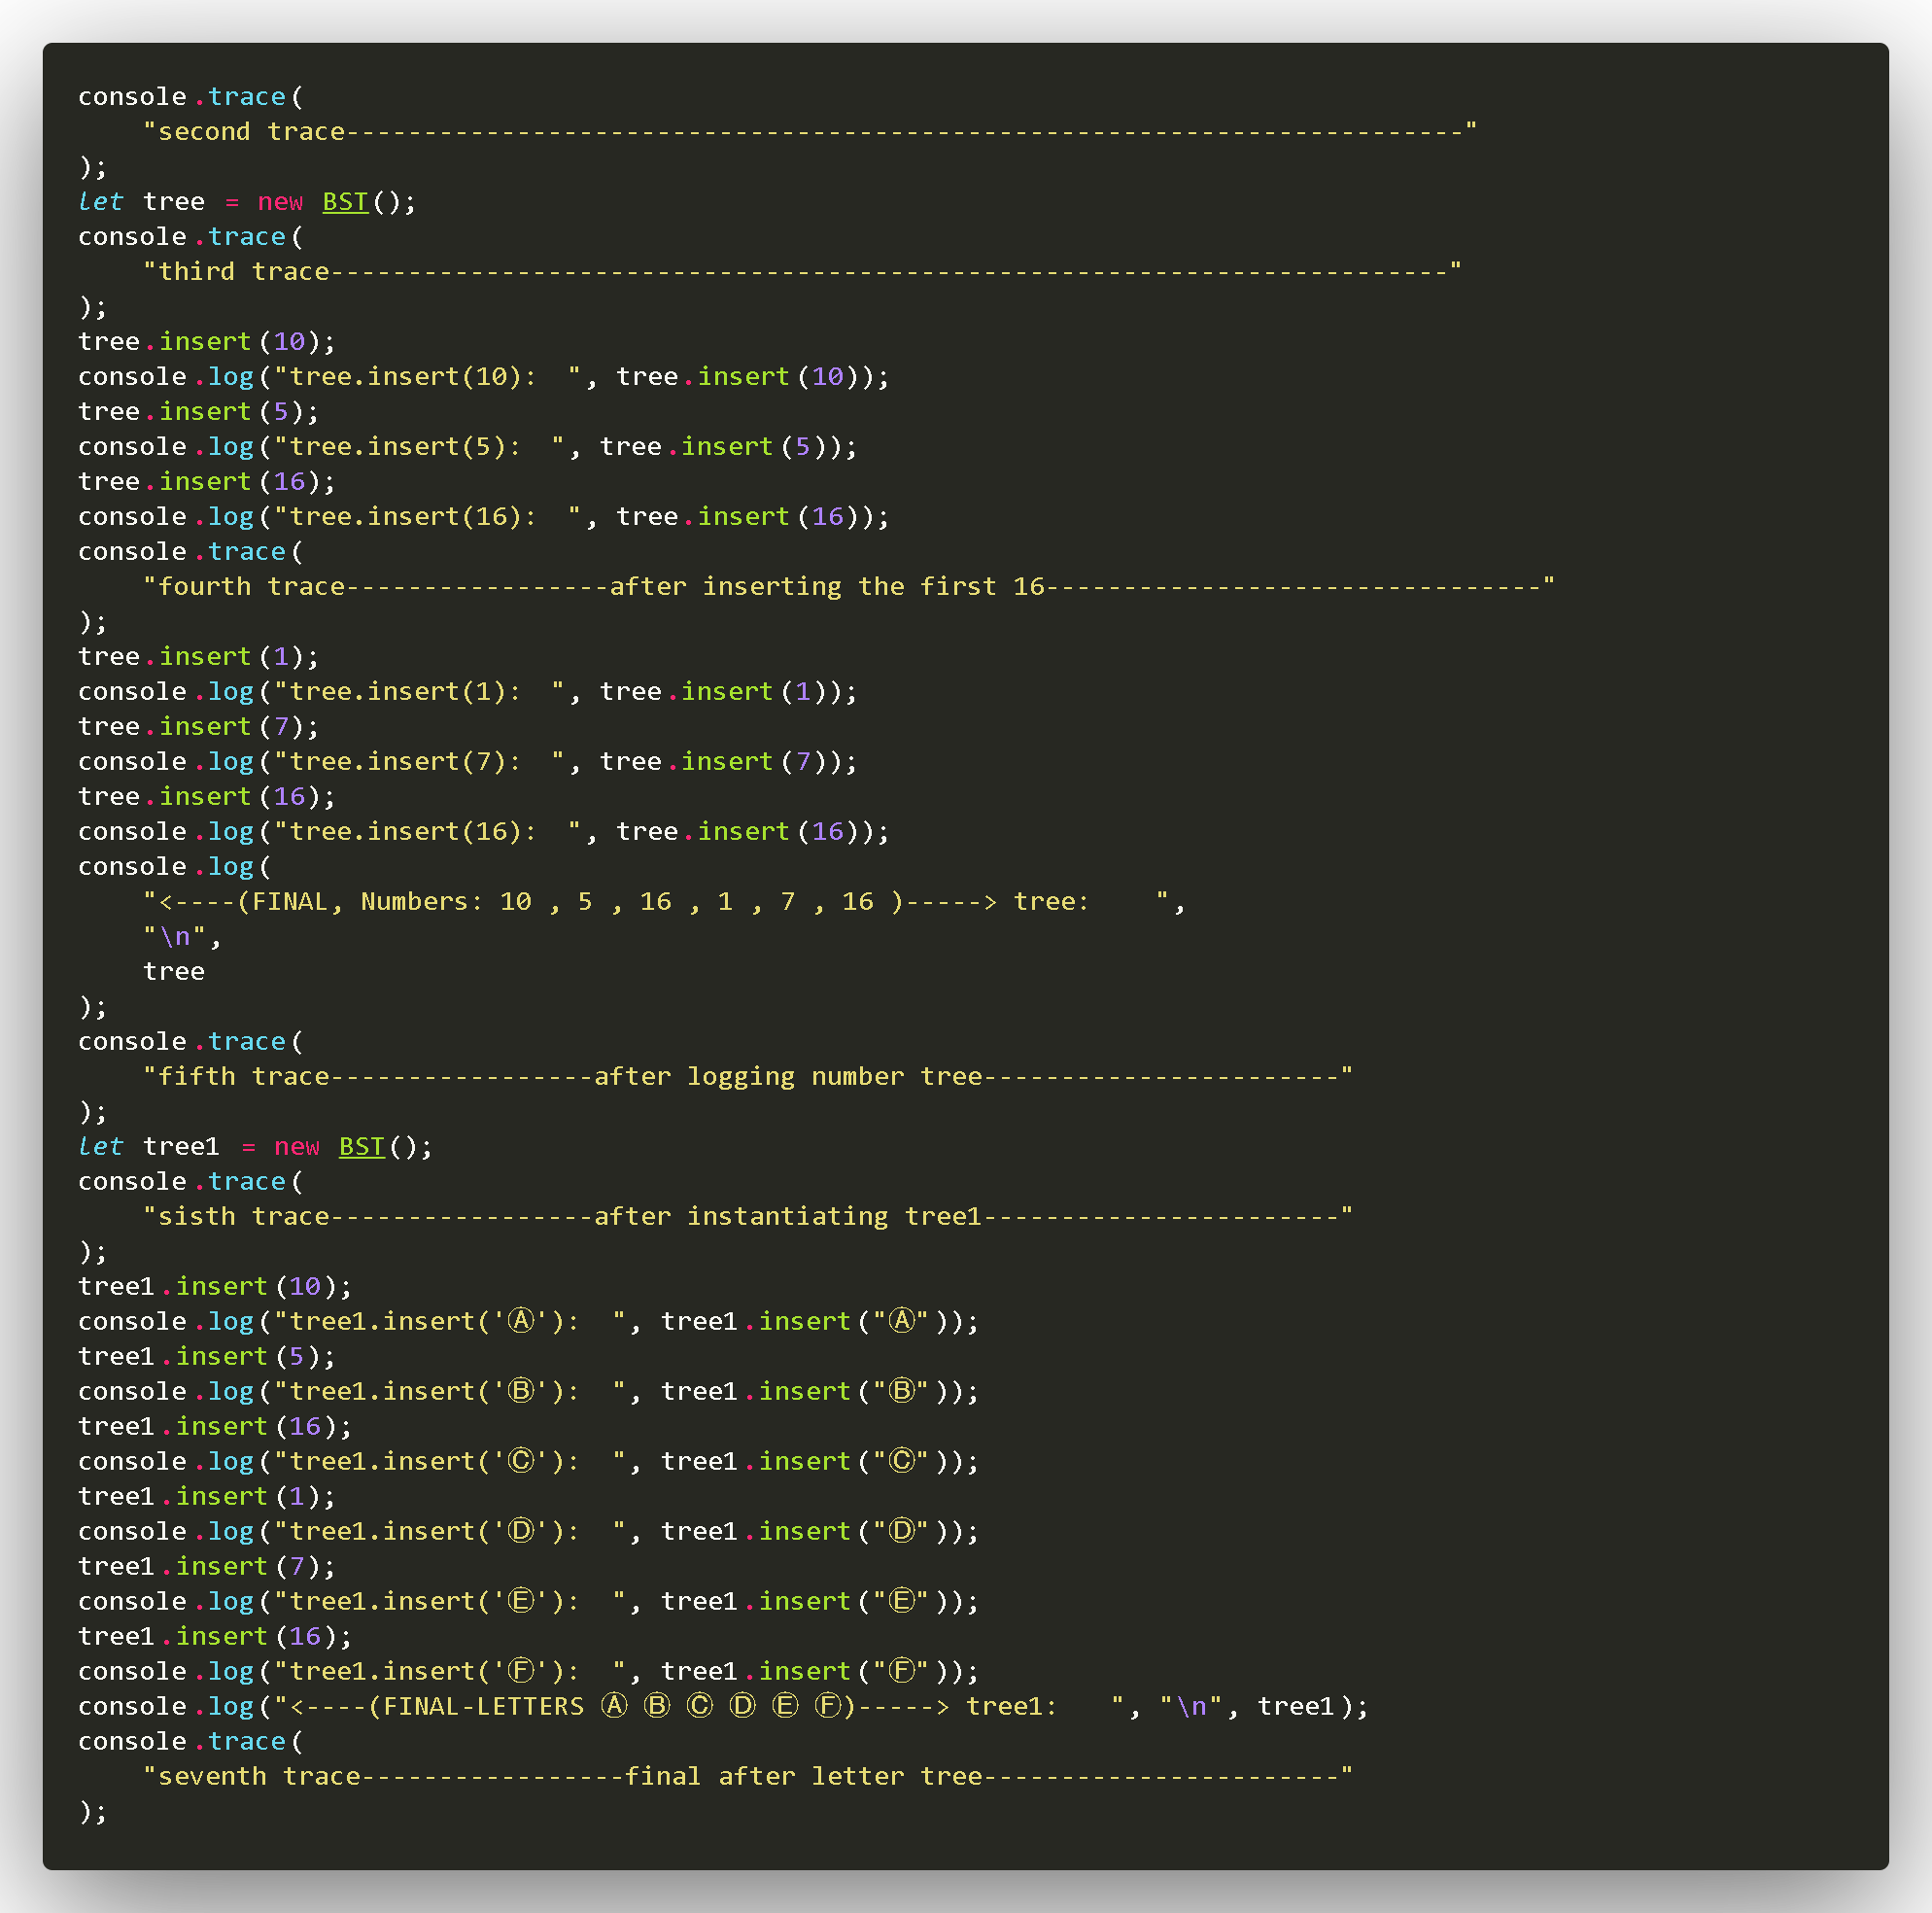 console.trace(
    "second trace------------------------------------------------------------------------"
);
let tree = new BST();
console.trace(
    "third trace------------------------------------------------------------------------"
);
tree.insert(10);
console.log("tree.insert(10):  ", tree.insert(10));
tree.insert(5);
console.log("tree.insert(5):  ", tree.insert(5));
tree.insert(16);
console.log("tree.insert(16):  ", tree.insert(16));
console.trace(
    "fourth trace-----------------after inserting the first 16--------------------------------"
);
tree.insert(1);
console.log("tree.insert(1):  ", tree.insert(1));
tree.insert(7);
console.log("tree.insert(7):  ", tree.insert(7));
tree.insert(16);
console.log("tree.insert(16):  ", tree.insert(16));
console.log(
    "<----(FINAL, Numbers: 10 , 5 , 16 , 1 , 7 , 16 )-----> tree:    ",
    "\n",
    tree
);
console.trace(
    "fifth trace-----------------after logging number tree-----------------------"
);
let tree1 = new BST();
console.trace(
    "sisth trace-----------------after instantiating tree1-----------------------"
);
tree1.insert(10);
console.log("tree1.insert('Ⓐ'):  ", tree1.insert("Ⓐ"));
tree1.insert(5);
console.log("tree1.insert('Ⓑ'):  ", tree1.insert("Ⓑ"));
tree1.insert(16);
console.log("tree1.insert('Ⓒ'):  ", tree1.insert("Ⓒ"));
tree1.insert(1);
console.log("tree1.insert('Ⓓ'):  ", tree1.insert("Ⓓ"));
tree1.insert(7);
console.log("tree1.insert('Ⓔ'):  ", tree1.insert("Ⓔ"));
tree1.insert(16);
console.log("tree1.insert('Ⓕ'):  ", tree1.insert("Ⓕ"));
console.log("<----(FINAL-LETTERS Ⓐ Ⓑ Ⓒ Ⓓ Ⓔ Ⓕ)-----> tree1:   ", "\n", tree1);
console.trace(
    "seventh trace-----------------final after letter tree-----------------------"
);